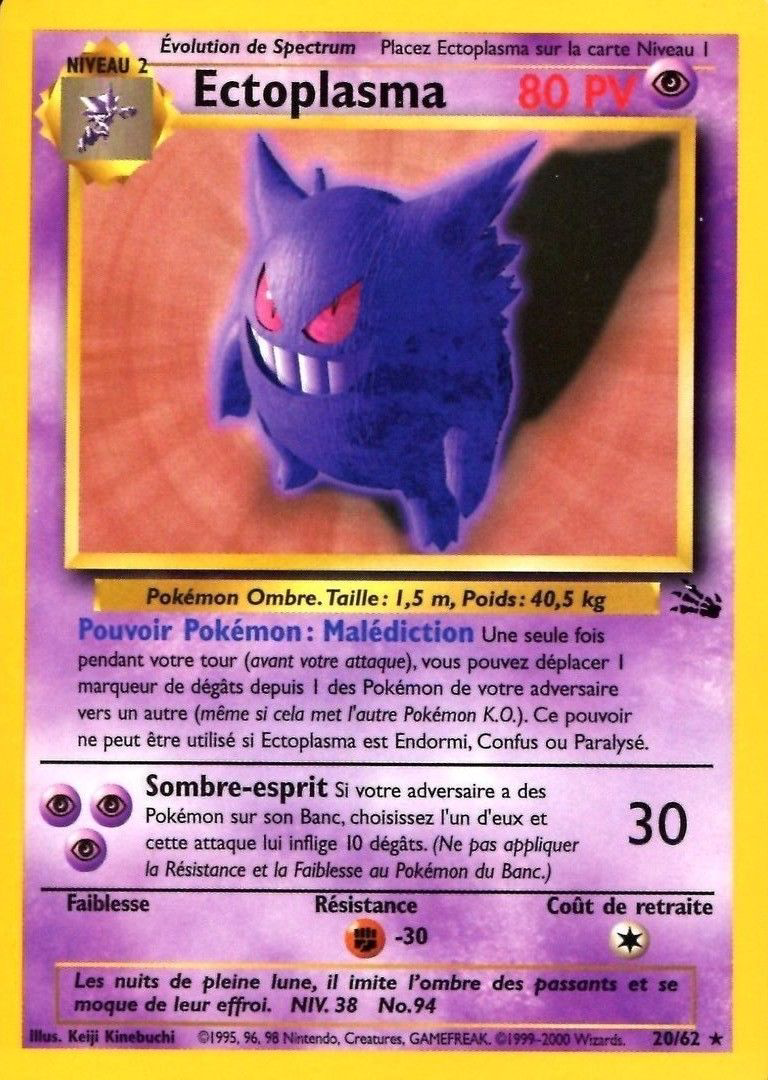 Évolution de Spectrum Placez Ectoplasma sur la carte Niveau 1
NIVEAU 2
Ectoplasma 80 PV
Pokémon Ombre. Taille: 1,5 m, Poids: 40,5 kg
Pouvoir Pokémon: Malédiction Une seule fois
pendant votre tour (avant votre attaque), vous pouvez déplacer 1
marqueur de dégâts depuis 1 des Pokémon de votre adversaire
vers un autre (même si cela met l'autre Pokémon K.O.). Ce pouvoir
ne peut être utilisé si Ectoplasma est Endormi, Confus ou Paralysé.
Sombre-esprit Si votre adversaire a des
Pokémon sur son Banc, choisissez l'un d'eux et
cette attaque lui inflige 10 dégâts. (Ne pas appliquer
la Résistance et la Faiblesse au Pokémon du Banc.)
30
Faiblesse Résistance Coût de retraite
-30
Les nuits de pleine lune, il imite l'ombre des passants et se
moque de leur effroi. NIV. 38 No.94
Illus. Keiji Kinebuchi ©1995, 96, 98 Nintendo, Creatures, GAMEFREAK. ©1999-2000 Wizards. 20/62 ★